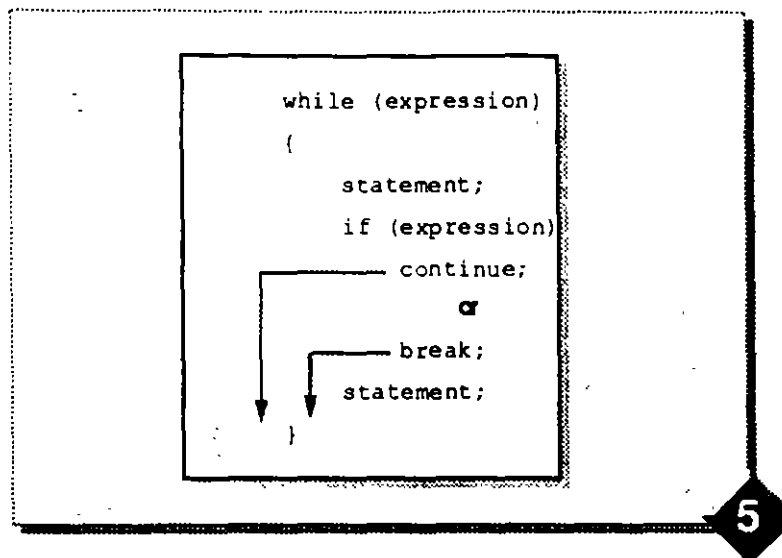 while (expression)
{
statement;
if (expression)
continue;
or
break;
statement;
}
5